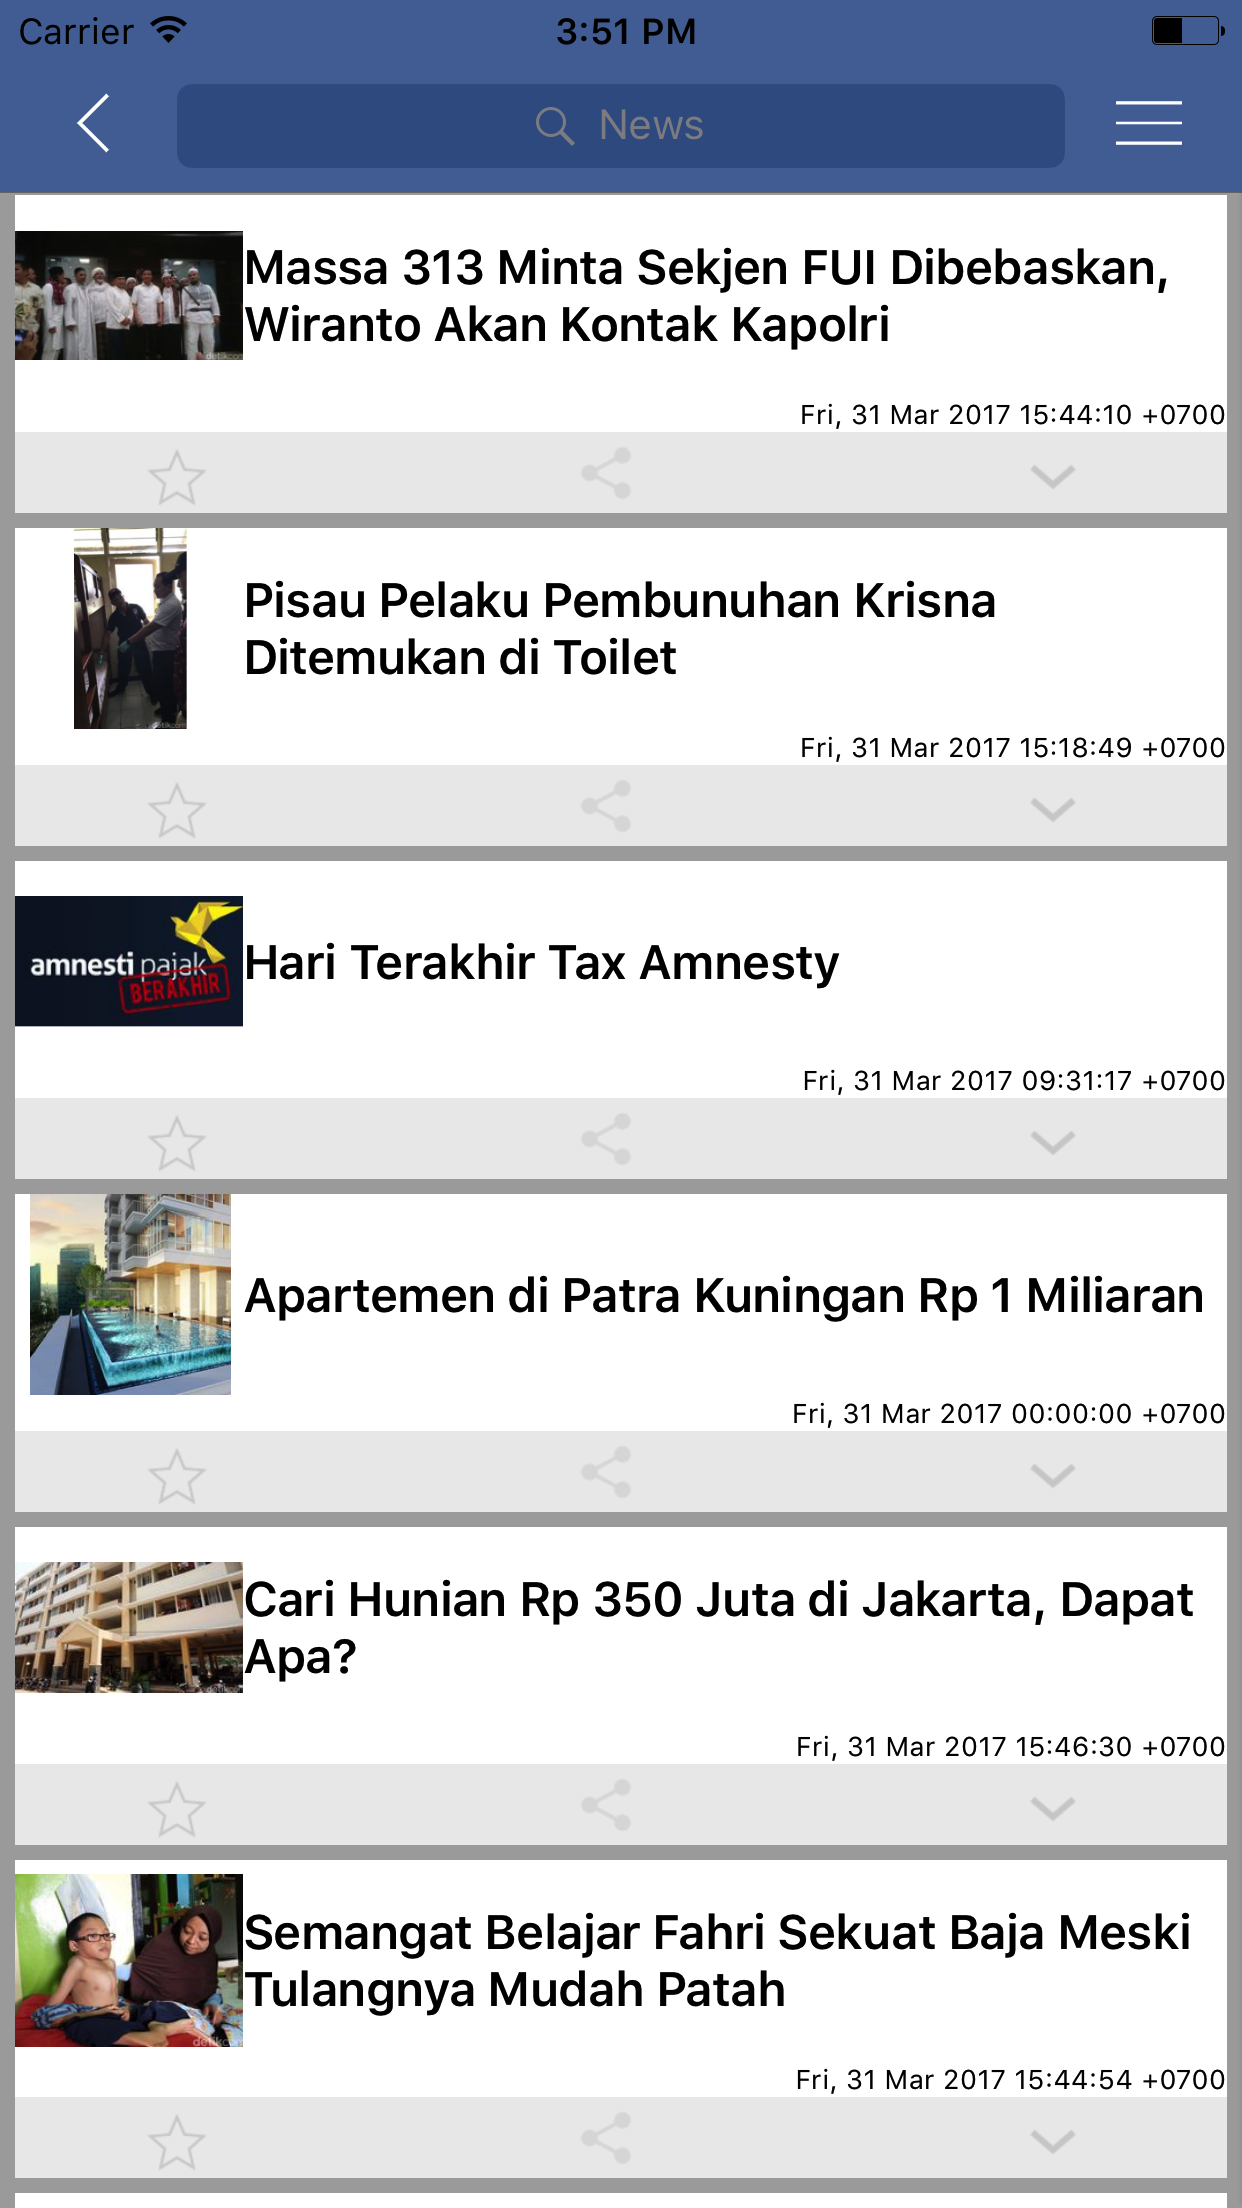 Carrier 3:51 PM
News
Massa 313 Minta Sekjen FUI Dibebaskan,
Wiranto Akan Kontak Kapolri
detikcom
Fri, 31 Mar 2017 15:44:10 +0700
Pisau Pelaku Pembunuhan Krisna
Ditemukan di Toilet
detikcom
Fri, 31 Mar 2017 15:18:49 +0700
amnesti pajak
BERAKHIR
Hari Terakhir Tax Amnesty
Fri, 31 Mar 2017 09:31:17 +0700
Apartemen di Patra Kuningan Rp 1 Miliaran
Fri, 31 Mar 2017 00:00:00 +0700
Cari Hunian Rp 350 Juta di Jakarta, Dapat
Apa?
Fri, 31 Mar 2017 15:46:30 +0700
Semangat Belajar Fahri Sekuat Baja Meski
Tulangnya Mudah Patah
detikcom
Fri, 31 Mar 2017 15:44:54 +0700